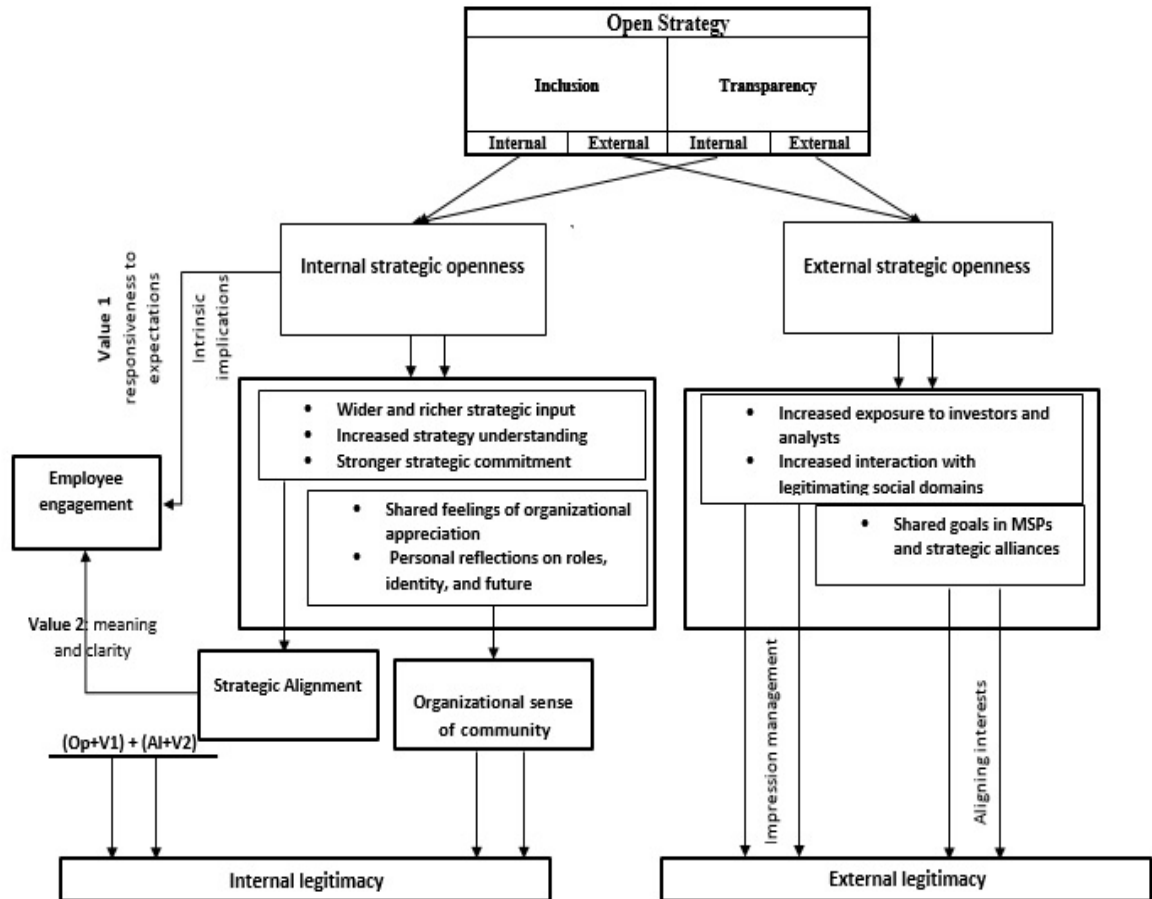 Open Strategy
Inclusion
Transparency
Internal
External
Internal
External
Internal strategic openness
External strategic openness
Value 1
responsiveness to
expectations
Intrinsic
implications
• Wider and richer strategic input
• Increased strategy understanding
• Stronger strategic commitment
• Shared feelings of organizational
appreciation
• Personal reflections on roles,
identity, and future
• Increased exposure to investors and
analysts
• Increased interaction with
legitimating social domains
• Shared goals in MSPs
and strategic alliances
Employee
engagement
Value 2: meaning
and clarity
Strategic Alignment
Organizational sense
of community
(Op+V1) + (Al+V2)
Impression management
Aligning interests
Internal legitimacy
External legitimacy